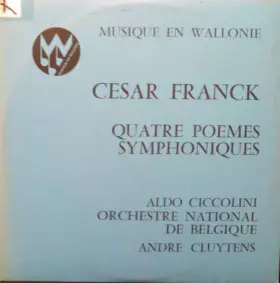 MUSIQUE EN WALLONIE
CESAR FRANCK
QUATRE POEMES
SYMPHONIQUES
ALDO CICCOLINI
ORCHESTRE NATIONAL
DE BELGIQUE
ANDRE CLUYTENS